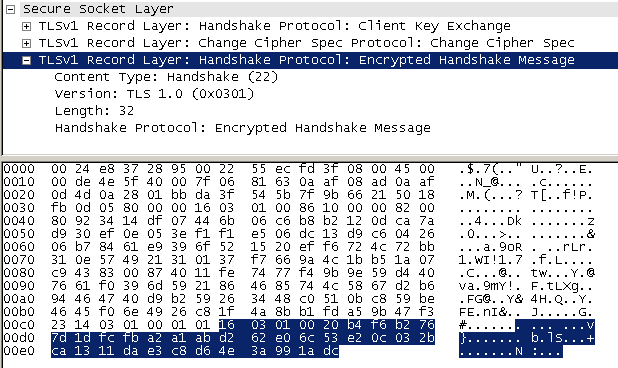 Secure Socket Layer
TLSv1 Record Layer: Handshake Protocol: Client Key Exchange
TLSv1 Record Layer: Change Cipher Spec Protocol: Change Cipher Spec
TLSv1 Record Layer: Handshake Protocol: Encrypted Handshake Message
Content Type: Handshake (22)
Version: TLS 1.0 (0x0301)
Length: 32
Handshake Protocol: Encrypted Handshake Message
0000 00 24 e8 37 28 95 00 22 55 ec fd 3f 08 00 45 00 .$.7(.." U..?..E.
0010 00 de 4e 5f 40 00 7f 06 81 63 0a af 08 ad 0a af ..N_@... .c......
0020 0d 4d 0a 28 01 bb da 3f 54 5b 7f 9b 66 21 50 18 .M.(...? T[..f!P.
0030 fb 0d 05 80 00 00 16 03 01 00 86 10 00 00 82 00 ........ ........
0040 80 92 34 14 df 07 44 6b 06 c6 b8 b2 12 0d ca 7a ..4...Dk .......z
0050 d9 30 ef 0e 05 3e f1 f1 e5 06 dc 13 d9 c6 04 26 .0...>.. .......&
0060 06 b7 84 61 e9 39 6f 52 15 20 ef f6 72 4c 72 bb ...a.9oR . ..rLr.
0070 31 0e 57 49 21 31 01 37 f7 66 9a 4c 1b b5 1a 07 1.WI!1.7 .f.L....
0080 c9 43 83 00 87 40 11 fe 74 77 f4 9b 9e 59 d4 40 .C...@.. tw...Y.@
0090 76 61 f0 39 6d 59 21 86 46 85 74 4c 58 67 d2 b6 va.9mY!. F.tLXg..
00a0 94 46 47 40 d9 b2 59 26 34 48 c0 51 0b c8 59 be .FG@..Y& 4H.Q..Y.
00b0 46 45 f0 6e 49 26 c8 1f 4a 8b b1 fd a5 9b 47 f3 FE.nI&.. J.....G.
00c0 23 14 03 01 00 01 01 16 03 01 00 20 b4 f6 b2 76 #....... ... ...v
00d0 7d 1d fc fb a2 a1 ab d2 62 e0 6c 53 e2 0c 03 2b }....... b.lS...+
00e0 ca 13 11 da e3 c8 d6 4e 3a 99 1a dc .......N :...